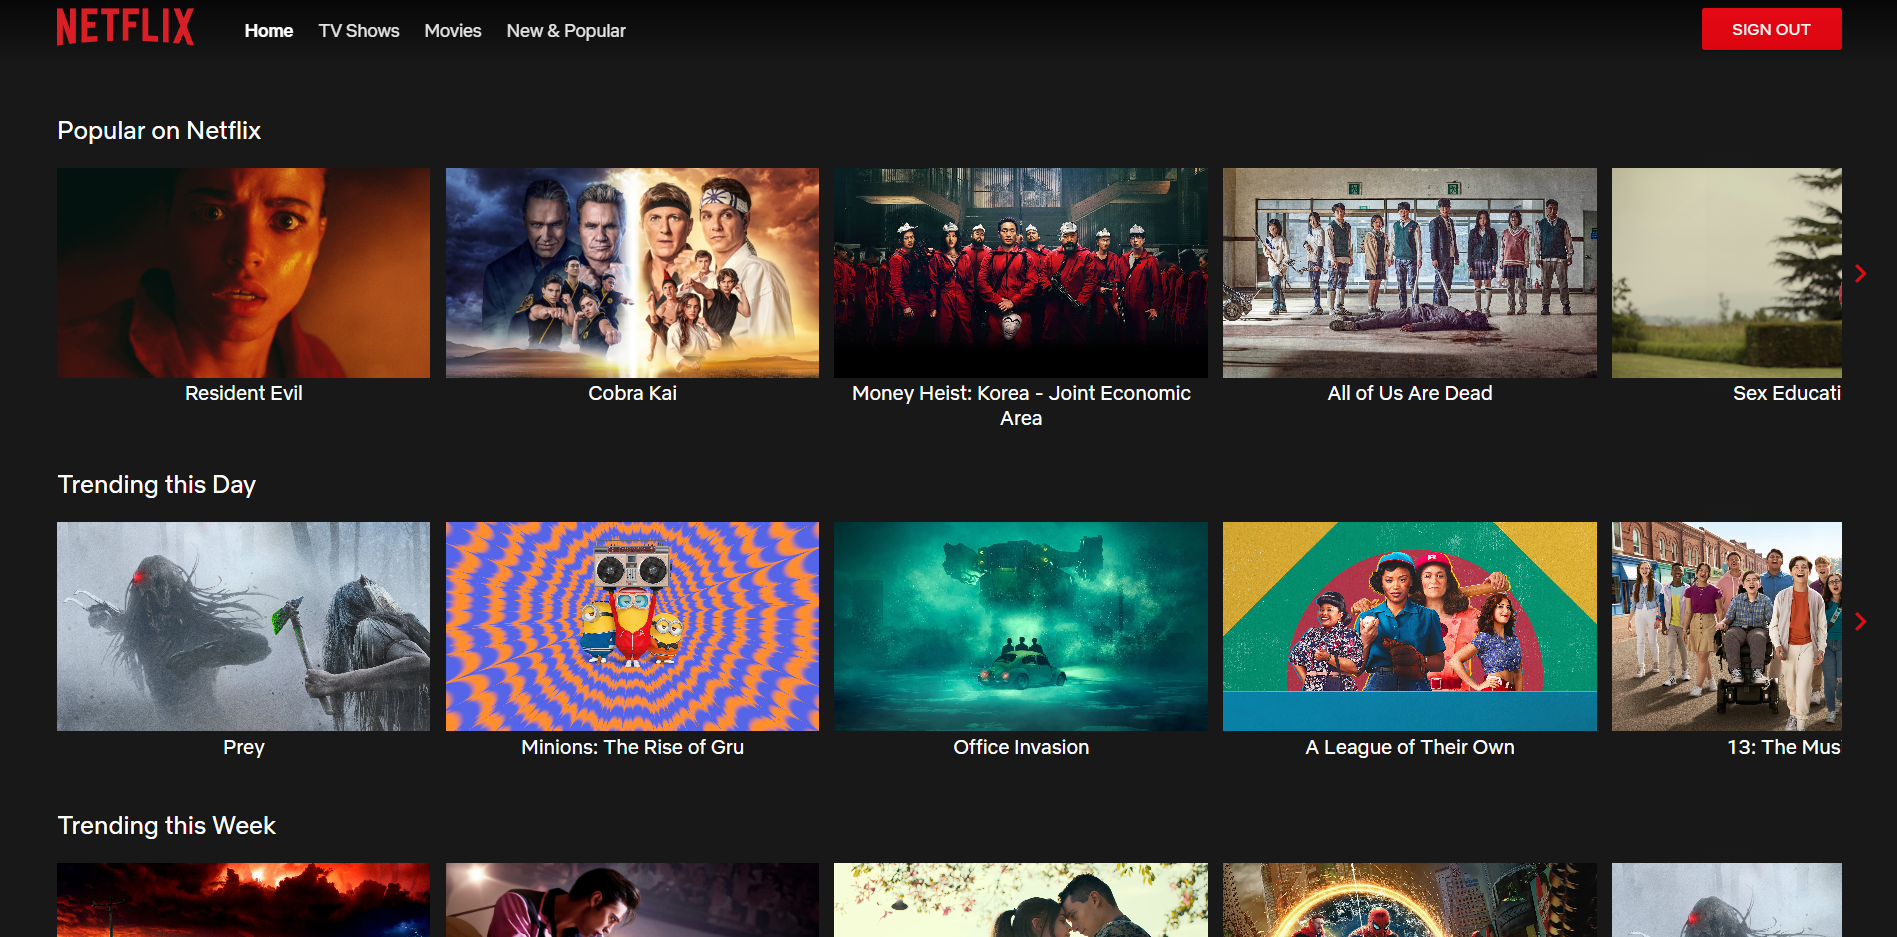 NETFLIX
Home TV Shows Movies New & Popular
SIGN OUT
Popular on Netflix
Resident Evil
Cobra Kai
Money Heist: Korea - Joint Economic
Area
All of Us Are Dead
Sex Educati
Trending this Day
Prey
Minions: The Rise of Gru
Office Invasion
A League of Their Own
13: The Mus
Trending this Week